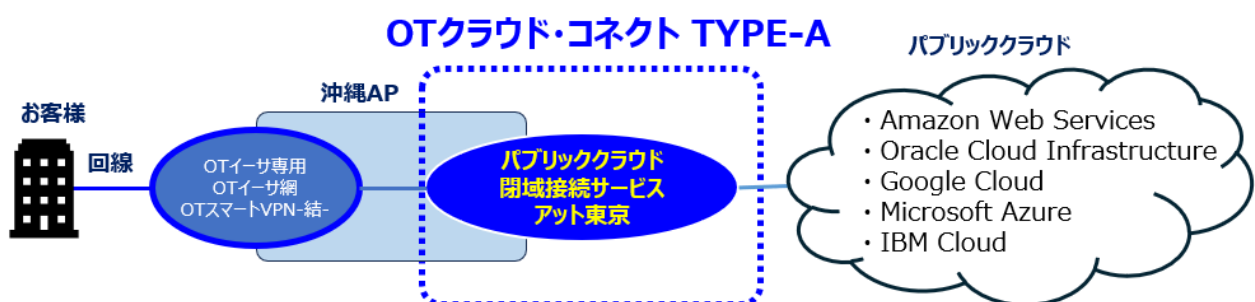 OTクラウド・コネクト TYPE-A
パブリッククラウド
沖縄AP
お客様
回線
OTイーサ専用
OTイーサ網
OTスマートVPN-結-
パブリッククラウド
閉域接続サービス
アット東京
・Amazon Web Services
・Oracle Cloud Infrastructure
・Google Cloud
・Microsoft Azure
・IBM Cloud